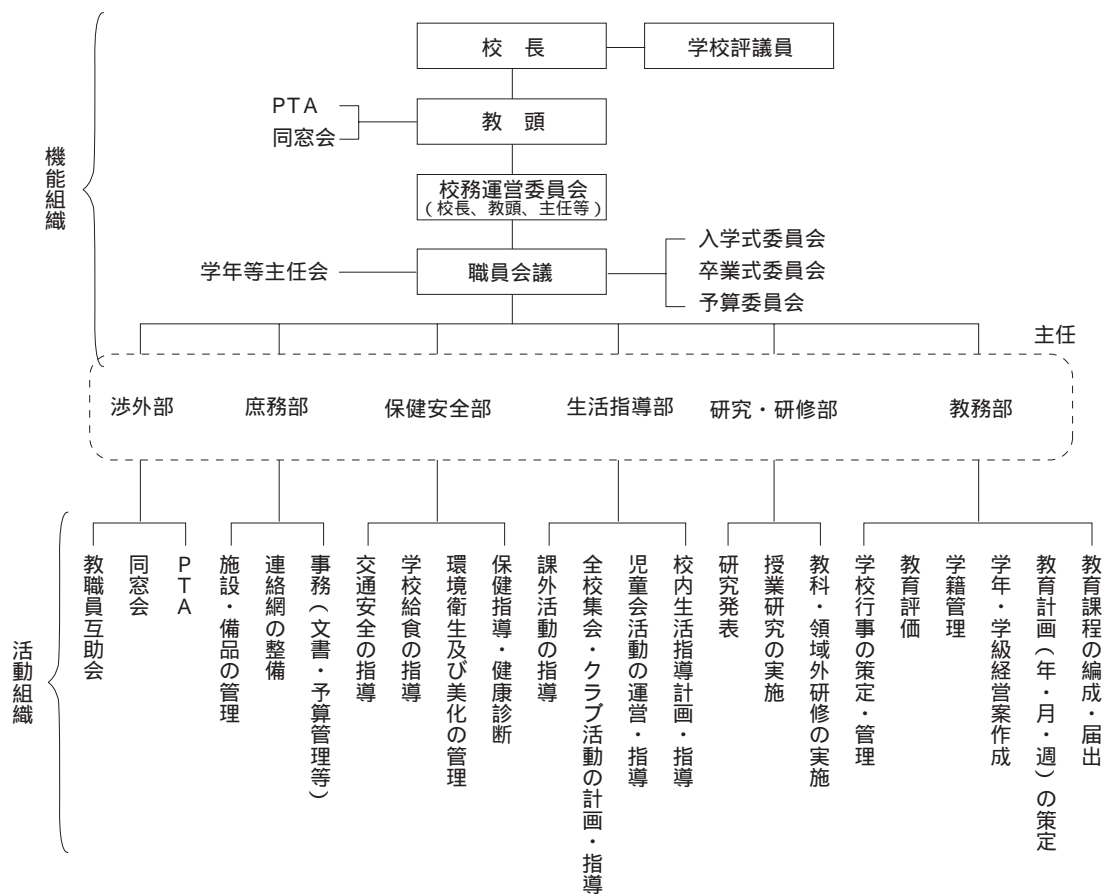 校　長
学校評議員
PTA
同窓会
教　頭
機能組織
校務運営委員会
（校長、教頭、主任等）
学年等主任会
職員会議
入学式委員会
卒業式委員会
予算委員会
主任
渉外部
庶務部
保健安全部
生活指導部
研究・研修部
教務部
活動組織
教職員互助会
同窓会
PTA
施設・備品の管理
連絡網の整備
事務（文書・予算管理等）
交通安全の指導
学校給食の指導
環境衛生及び美化の管理
保健指導・健康診断
課外活動の指導
全校集会・クラブ活動の計画・指導
児童会活動の運営・指導
校内生活指導計画・指導
研究発表
授業研究の実施
教科・領域外研修の実施
学校行事の策定・管理
教育評価
学籍管理
学年・学級経営案作成
教育計画（年・月・週）の策定
教育課程の編成・届出